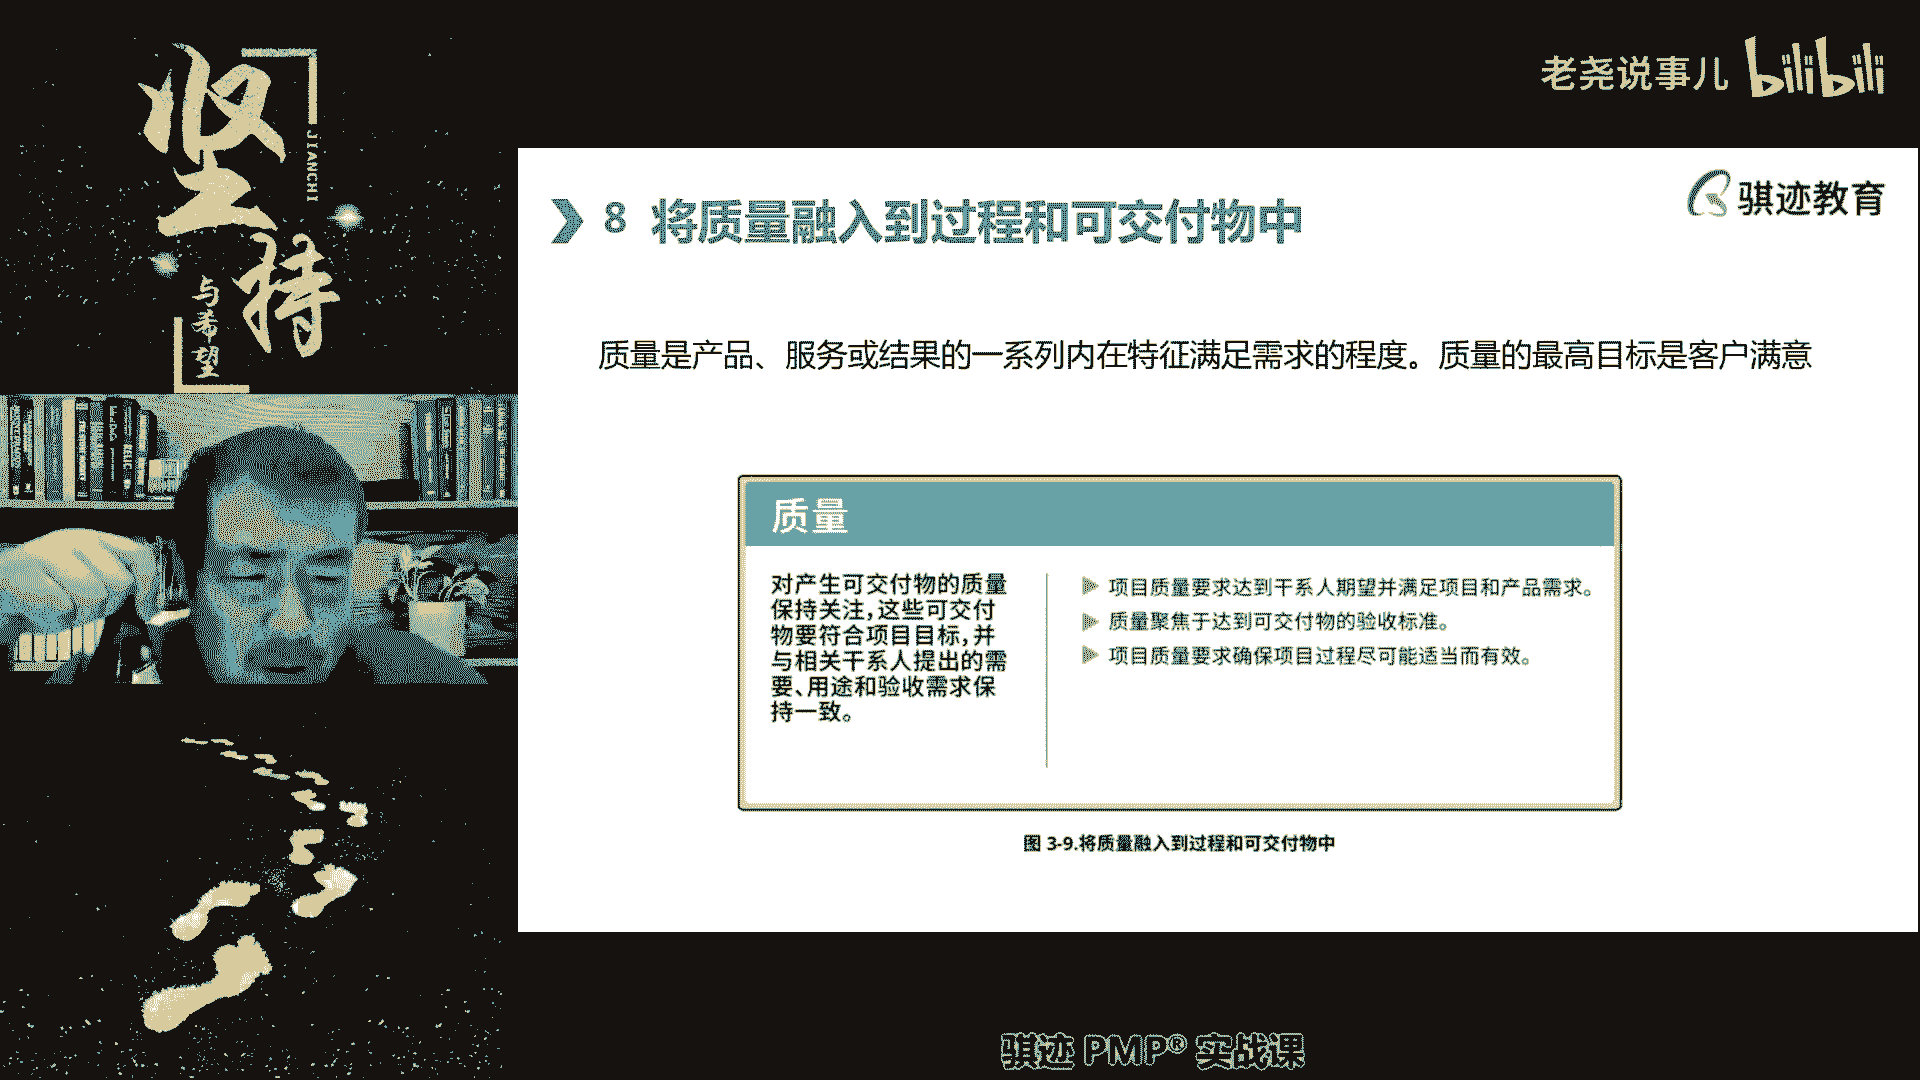 坚持
JIANCHI
与希望
老尧说事儿 bilibili
骐迹教育
8 将质量融入到过程和可交付物中
质量是产品、服务或结果的一系列内在特征满足需求的程度。质量的最高目标是客户满意
质量
对产生可交付物的质量
保持关注，这些可交付
物要符合项目目标，并
与相关干系人提出的需
要、用途和验收需求保
持一致。
项目质量要求达到干系人期望并满足项目和产品需求。
质量聚焦于达到可交付物的验收标准。
项目质量要求确保项目过程尽可能适当而有效。
图 3-9.将质量融入到过程和可交付物中
骐迹 PMP® 实战课